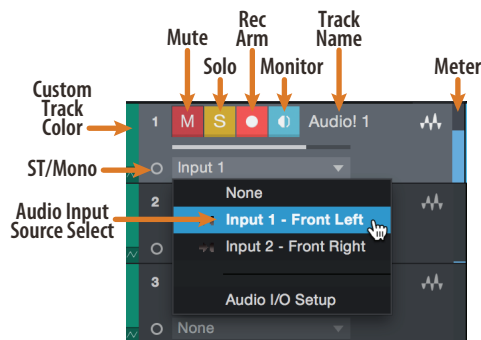 Rec
Mute Arm Track
Name
Solo Monitor Meter
Custom
Track
Color
1 M S Audio! 1
ST/Mono Input 1
2 None
Audio Input
Source Select
Input 1 - Front Left
Input 2 - Front Right
3
Audio I/O Setup
None